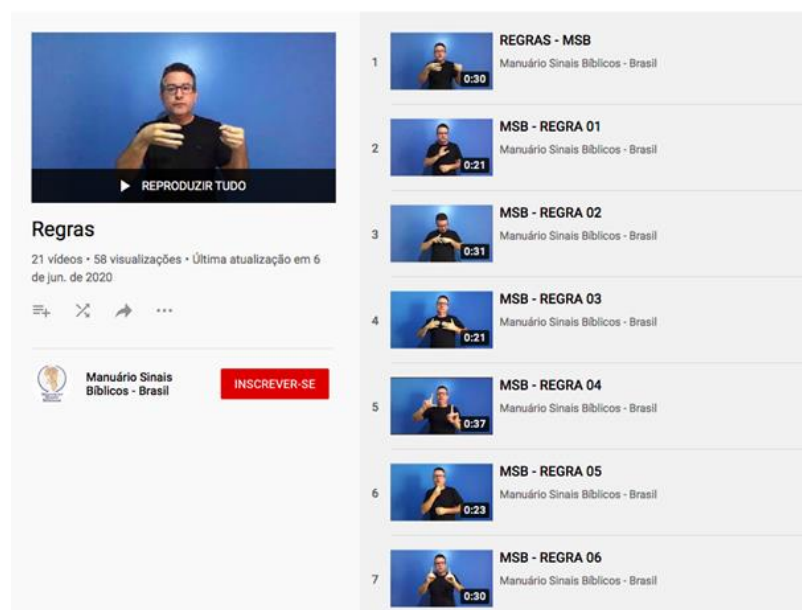 REPRODUZIR TUDO
Regras
21 vídeos • 58 visualizações • Última atualização em 6
de jun. de 2020
Manuário Sinais
Bíblicos - Brasil
INSCREVER-SE
1
REGRAS - MSB
Manuário Sinais Bíblicos - Brasil
0:30
2
MSB - REGRA 01
Manuário Sinais Bíblicos - Brasil
0:21
3
MSB - REGRA 02
Manuário Sinais Bíblicos - Brasil
0:31
4
MSB - REGRA 03
Manuário Sinais Bíblicos - Brasil
0:21
5
MSB - REGRA 04
Manuário Sinais Bíblicos - Brasil
0:37
6
MSB - REGRA 05
Manuário Sinais Bíblicos - Brasil
0:23
7
MSB - REGRA 06
Manuário Sinais Bíblicos - Brasil
0:30